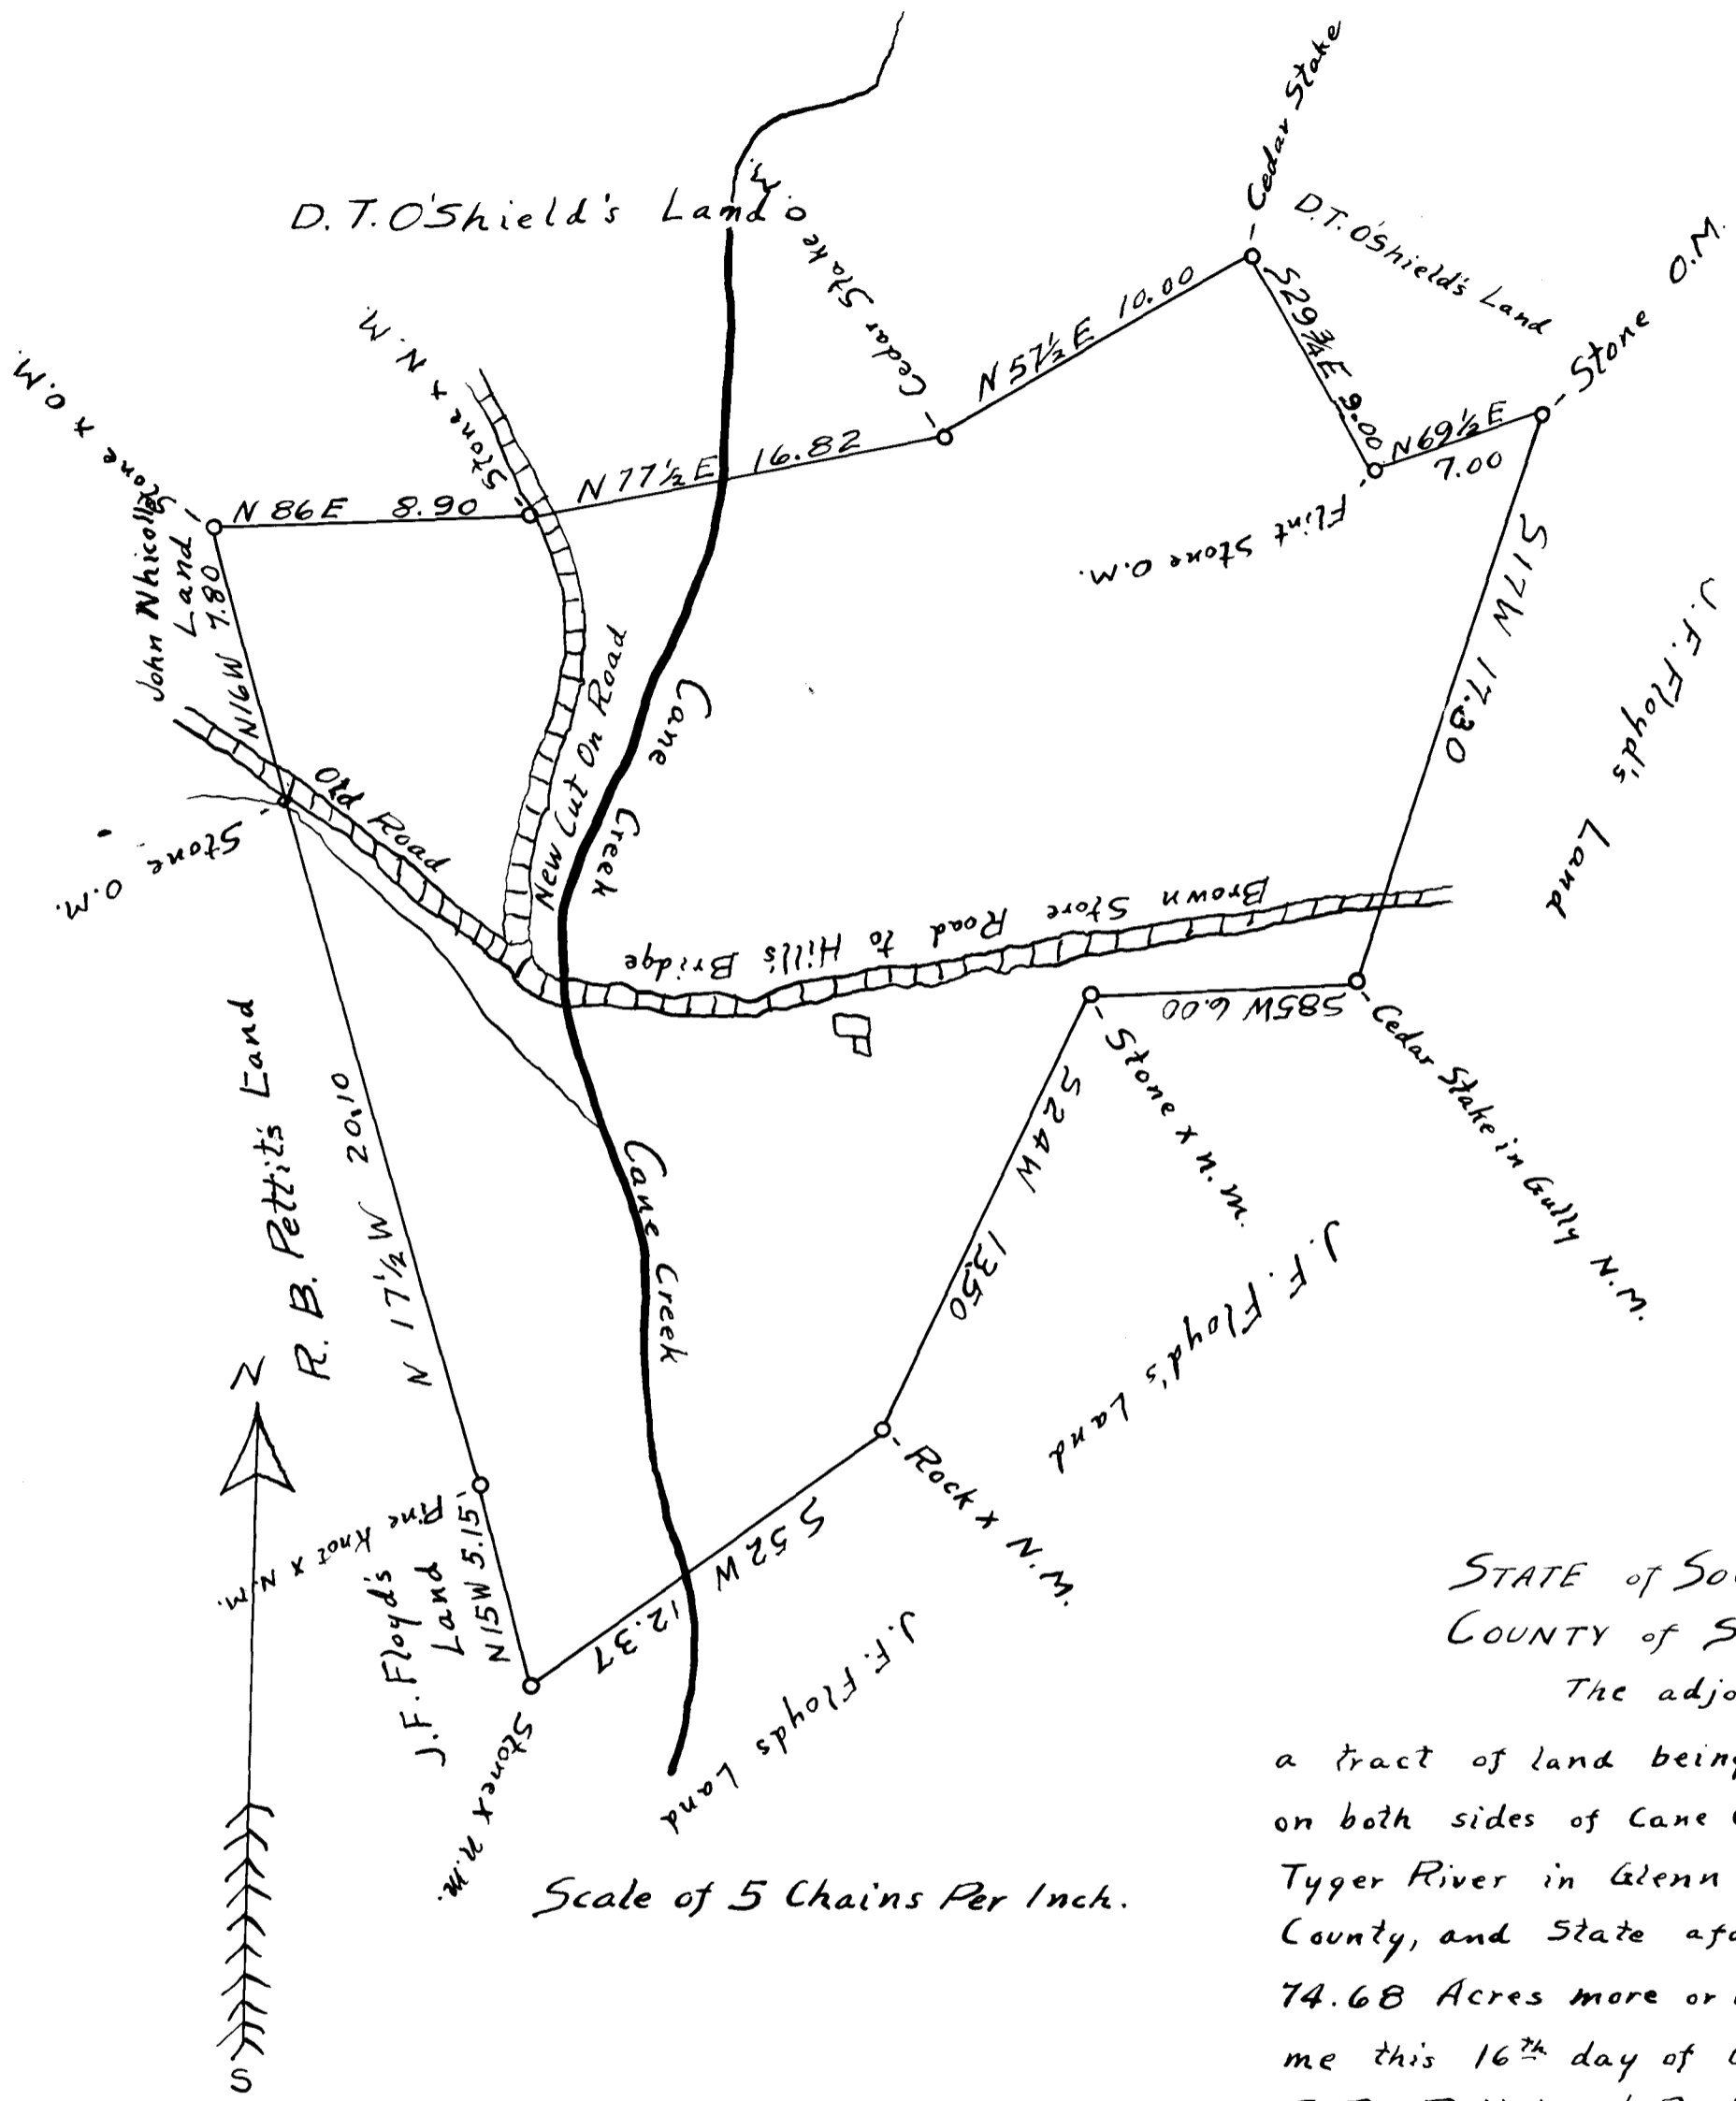 Cedar Stake
D.T. O'Shield's Land
Cedar Stake O.M.
D.T. O'Shield's Land
Stone O.M.
N 57½ E 10.00
S 29¾ E 9.00
N 69½ E
7.00
Flint Stone O.M.
Stone x N.M.
Stone x O.M.
N 86 E 8.90
N 77½ E 16.82
John Nhicolls
Land
N 16 W 7.80
S 17 W 17.30
J. F. Floyd's Land
Old Road
New Cut On Road
Cane Creek
Stone O.M.
Brown Store Road to Hill's Bridge
S 85 W 6.00
Cedar Stake in Gully N.M.
Stone x N.M.
S 24 W 13.50
J. F. Floyd's Land
R. B. Pettit's Land
N 17½ W 20.10
Cane Creek
Rock x N.M.
S 52 W
12.37
J. F. Floyds Land
Pine Knot x N.M.
J. F. Floyd's
Land
N 15 W 5.15
Stone x N.M.
N
S
Scale of 5 Chains Per Inch.
STATE of Sou
COUNTY of S
The adjo
a tract of land being
on both sides of Cane C
Tyger River in Glenn
County, and State afo
74.68 Acres more or
me this 16th day of